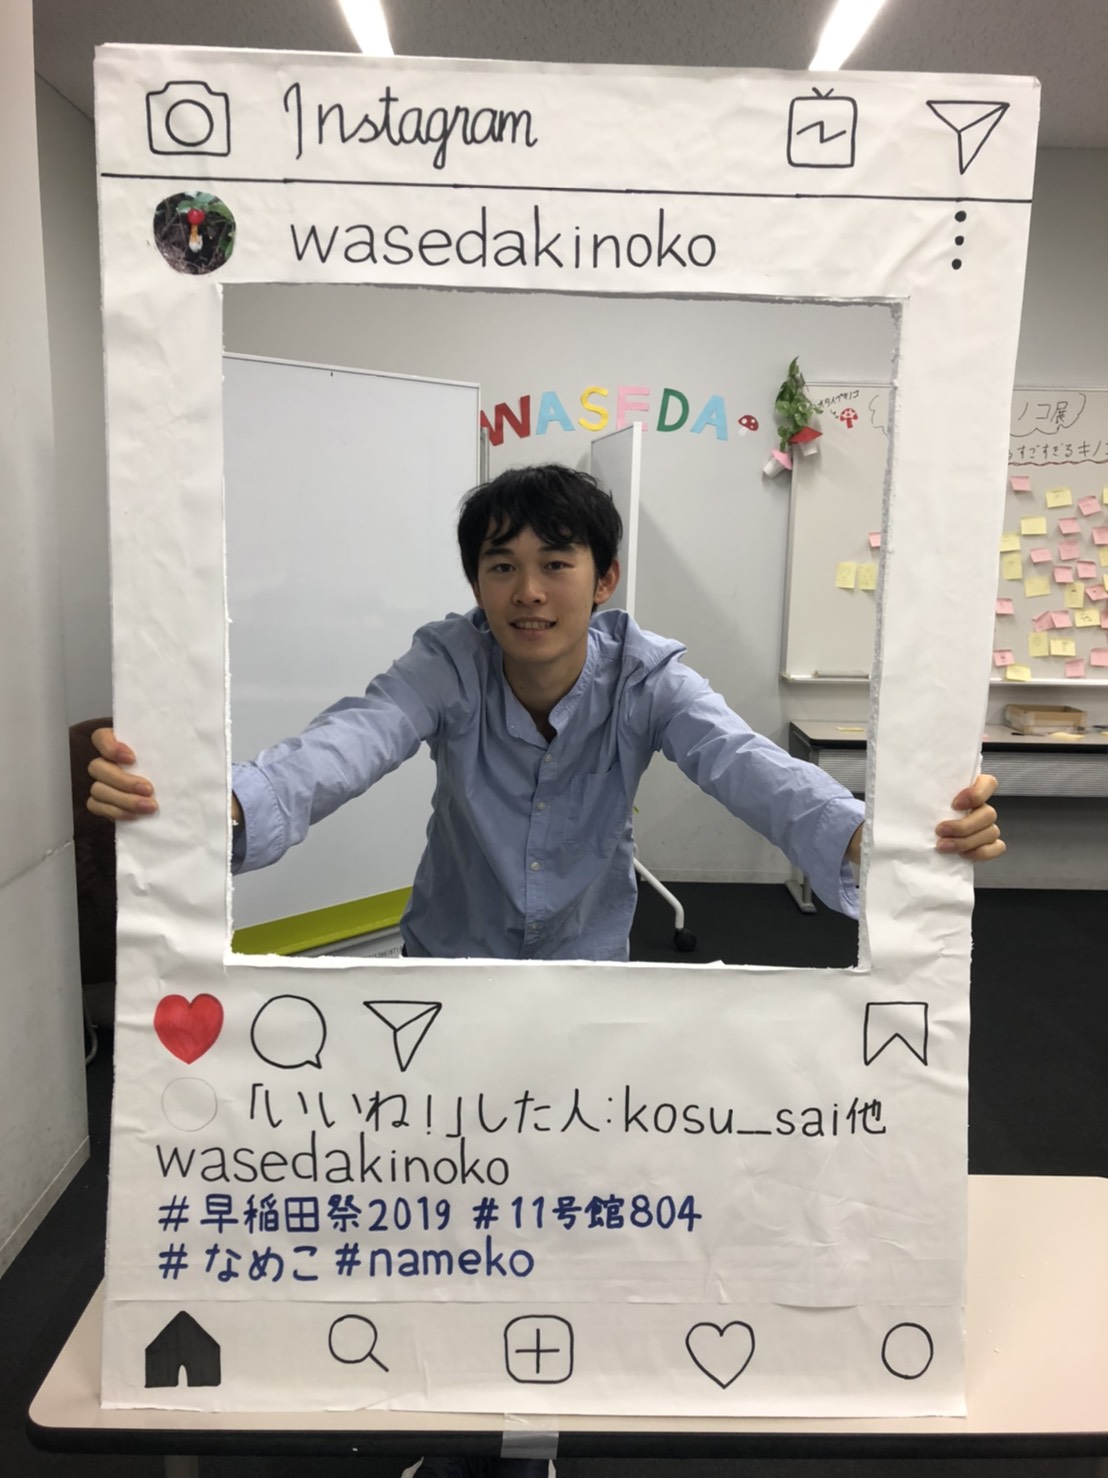 Instagram
wasedakinoko
WASEDA
ノコ展
すごすぎるキノコ
「いいね!」した人:kosu_sai他
wasedakinoko
#早稲田祭2019 #11号館804
#なめこ #nameko